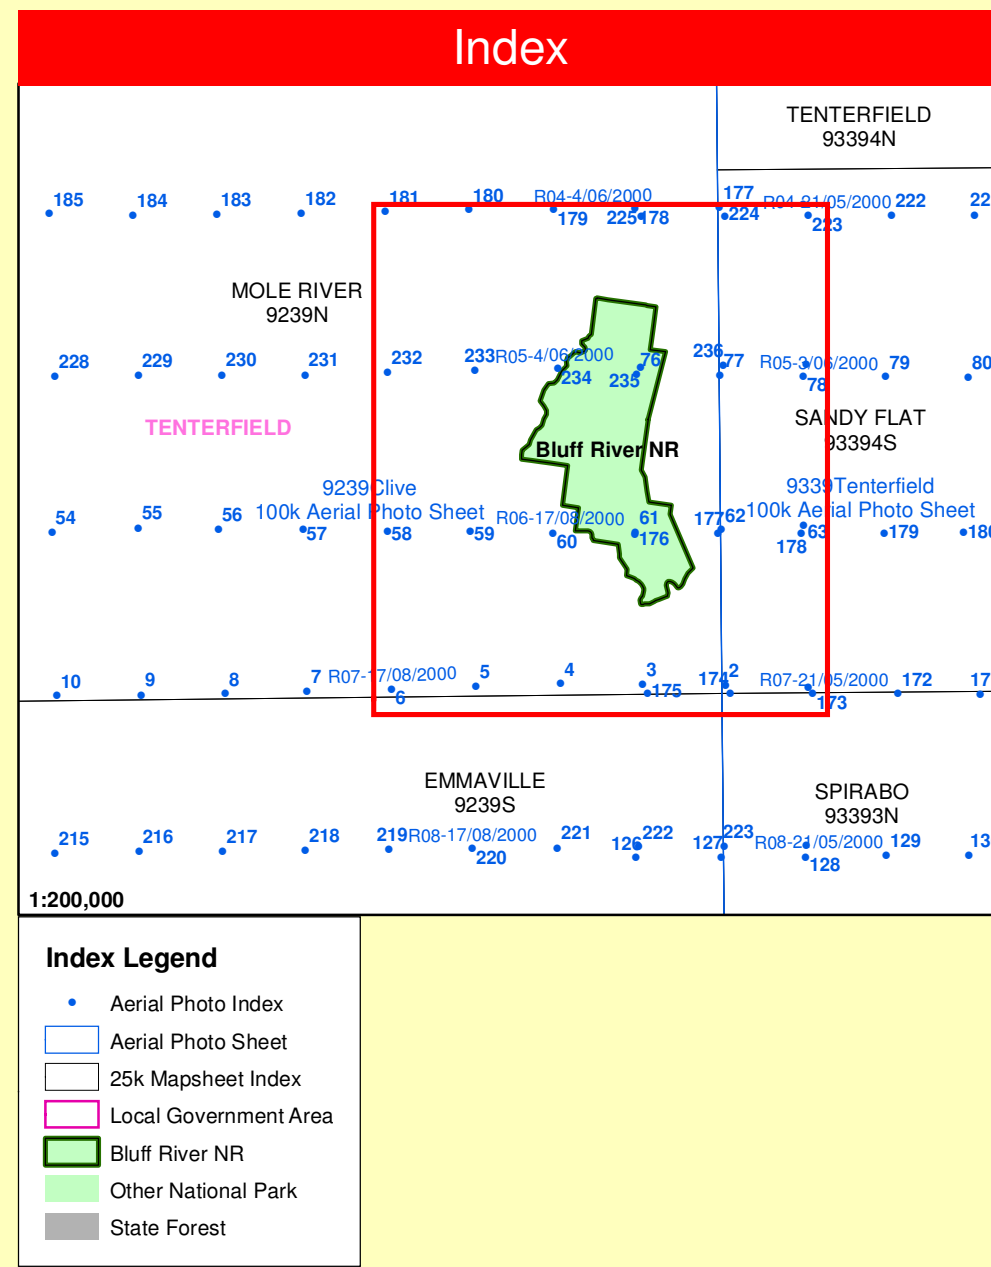 Index
TENTERFIELD
93394N
185 184 183 182 181 180 R04-4/06/2000 177 R04-21/05/2000 222
179 225 178 224 223
MOLE RIVER
9239N
228 229 230 231 232 233 R05-4/06/2000 76 236 77 R05-3/06/2000 79 80
234 235 78
TENTERFIELD
SANDY FLAT
93394S
Bluff River NR
9239Clive
100k Aerial Photo Sheet
9339Tenterfield
100k Aerial Photo Sheet
54 55 56 57 58 59 R06-17/08/2000 61 177 62 63 179
60 176 178
10 9 8 7 R07-17/08/2000 5 4 3 174 2 R07-21/05/2000 172
6 175 173
EMMAVILLE
9239S
SPIRABO
93393N
215 216 217 218 219 R08-17/08/2000 221 126 222 127 223 R08-21/05/2000 129
220 128
1:200,000
Index Legend
Aerial Photo Index
Aerial Photo Sheet
25k Mapsheet Index
Local Government Area
Bluff River NR
Other National Park
State Forest